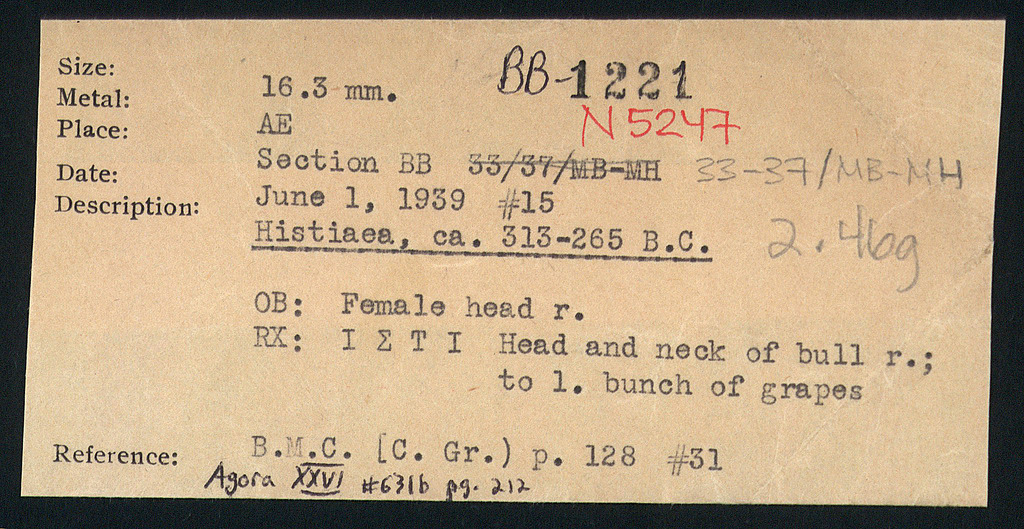 Size: 16.3 mm. BB-1221
Metal: AE N5247
Place: Section BB 33/37/MB-MH 33-37/MB-MH
Date: June 1, 1939 #15
Description: Histiaea, ca. 313-265 B.C. 2.46g
OB: Female head r.
RX: Ι Σ Τ Ι Head and neck of bull r.;
to l. bunch of grapes
Reference: B.M.C. [C. Gr.) p. 128 #31
Agora XXVI #631b pg. 212